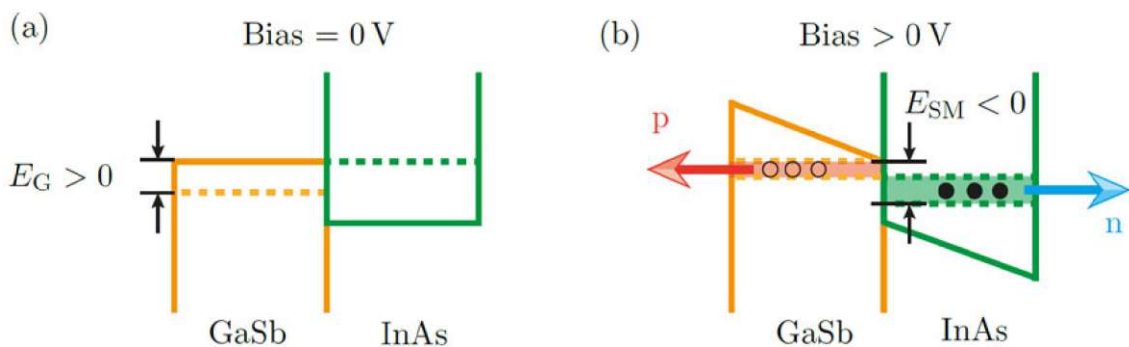 (a)
Bias = 0 V
E_G > 0
GaSb
InAs
(b)
Bias > 0 V
p
E_SM < 0
n
GaSb
InAs